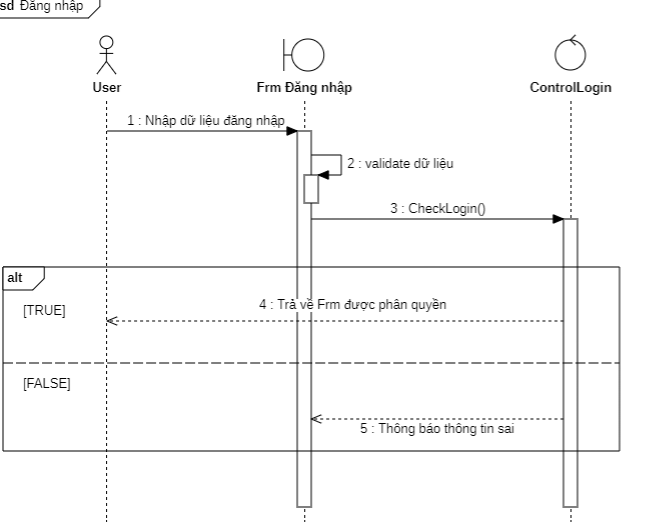 sd Đăng nhập
User
Frm Đăng nhập
ControlLogin
1 : Nhập dữ liệu đăng nhập
2 : validate dữ liệu
3 : CheckLogin()
alt
[TRUE]
4 : Trả về Frm được phân quyền
[FALSE]
5 : Thông báo thông tin sai